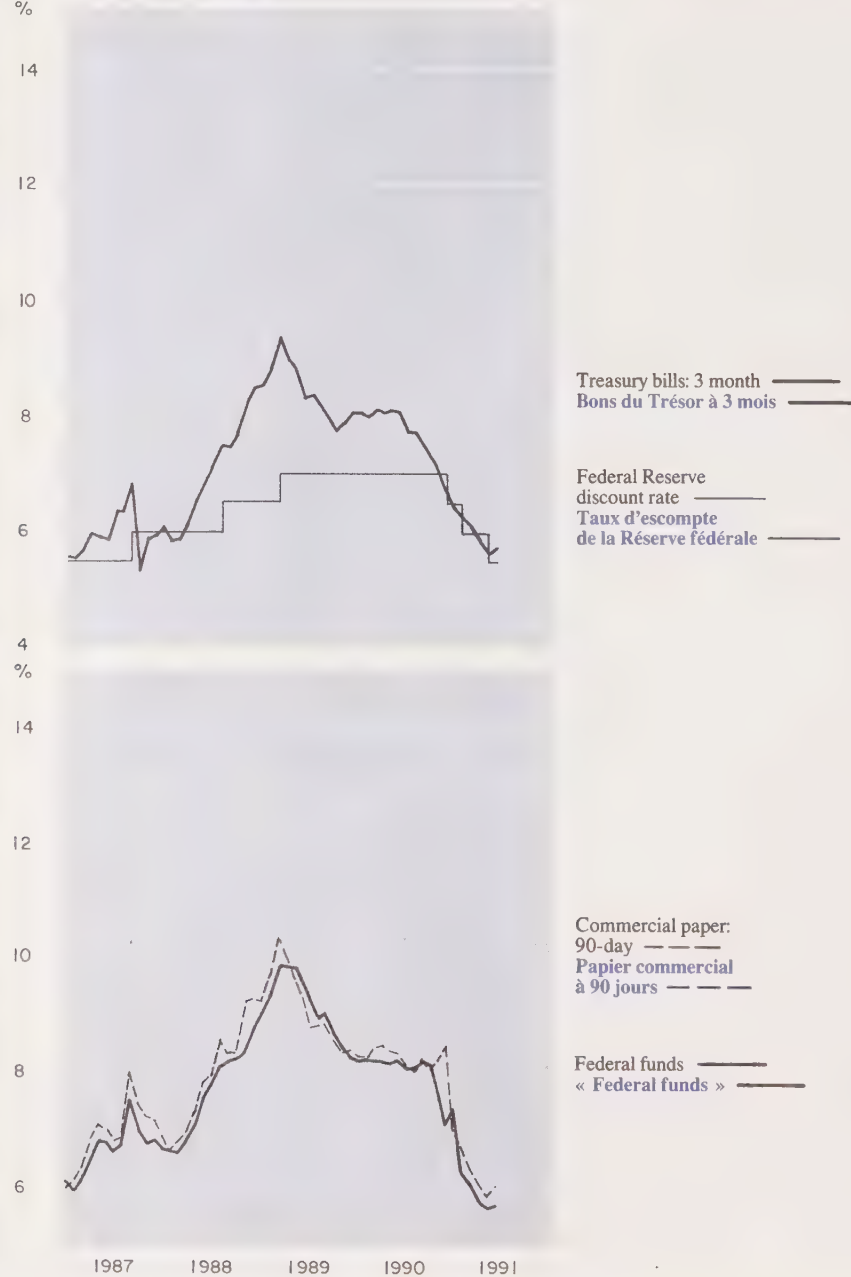 %
14
12
10
8
6
4
Treasury bills: 3 month
Bons du Trésor à 3 mois
Federal Reserve
discount rate
Taux d'escompte
de la Réserve fédérale
%
14
12
10
8
6
Commercial paper:
90-day
Papier commercial
à 90 jours
Federal funds
« Federal funds »
1987 1988 1989 1990 1991